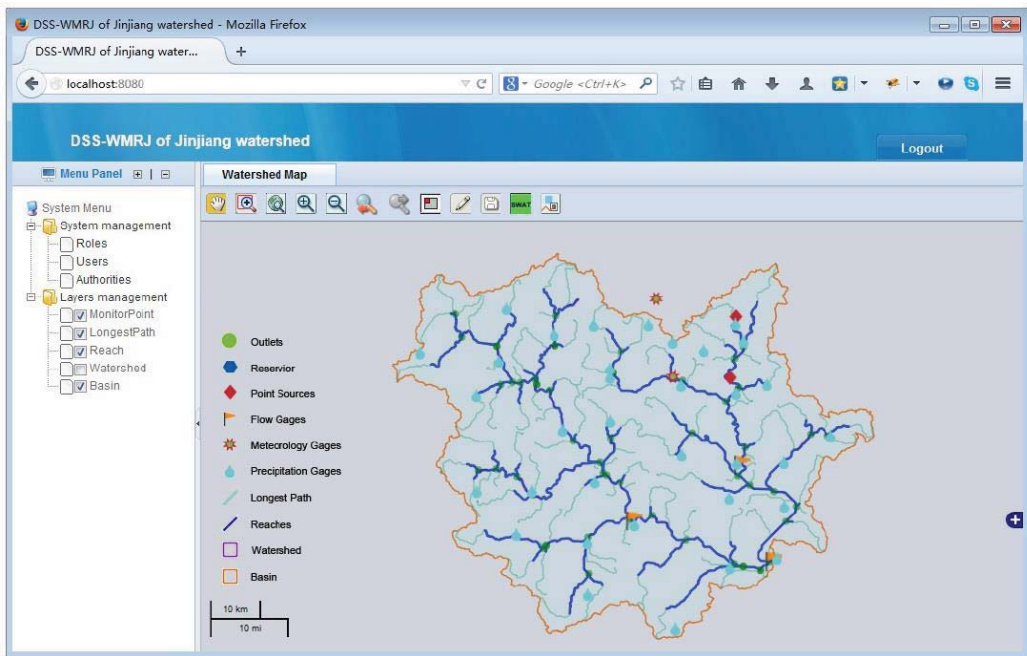 DSS-WMRJ of Jinjiang watershed - Mozilla Firefox
DSS-WMRJ of Jinjiang water...
localhost:8080
Google <Ctrl+K>
DSS-WMRJ of Jinjiang watershed
Logout
Menu Panel
Watershed Map
System Menu
System management
Roles
Users
Authorities
Layers management
MonitorPoint
LongestPath
Reach
Watershed
Basin
SWAT
Outlets
Reservior
Point Sources
Flow Gages
Metecrology Gages
Precipitation Gages
Longest Path
Reaches
Watershed
Basin
10 km
10 mi